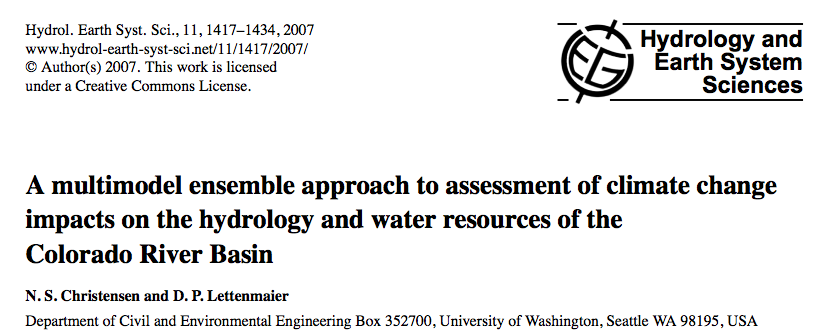 Hydrol. Earth Syst. Sci., 11, 1417–1434, 2007
www.hydrol-earth-syst-sci.net/11/1417/2007/
© Author(s) 2007. This work is licensed
under a Creative Commons License.
EGU
Hydrology and
Earth System
Sciences
A multimodel ensemble approach to assessment of climate change
impacts on the hydrology and water resources of the
Colorado River Basin
N. S. Christensen and D. P. Lettenmaier
Department of Civil and Environmental Engineering Box 352700, University of Washington, Seattle WA 98195, USA